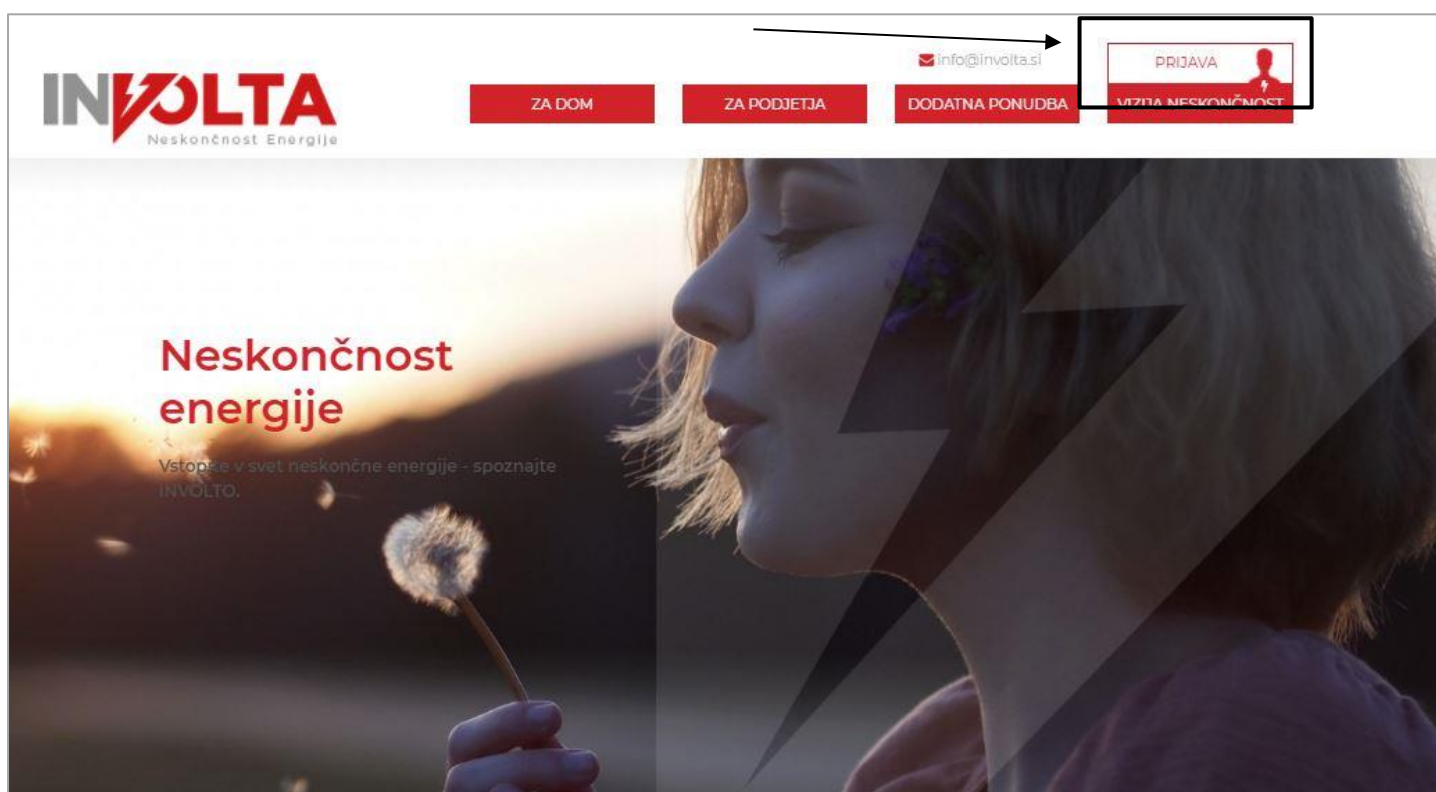 INVOLTA
Neskončnost Energije
info@involta.si
PRIJAVA
ZA DOM
ZA PODJETJA
DODATNA PONUDBA
VIZIJA NESKONČNOST
Neskončnost
energije
Vstopite v svet neskončne energije - spoznajte
INVOLTO.